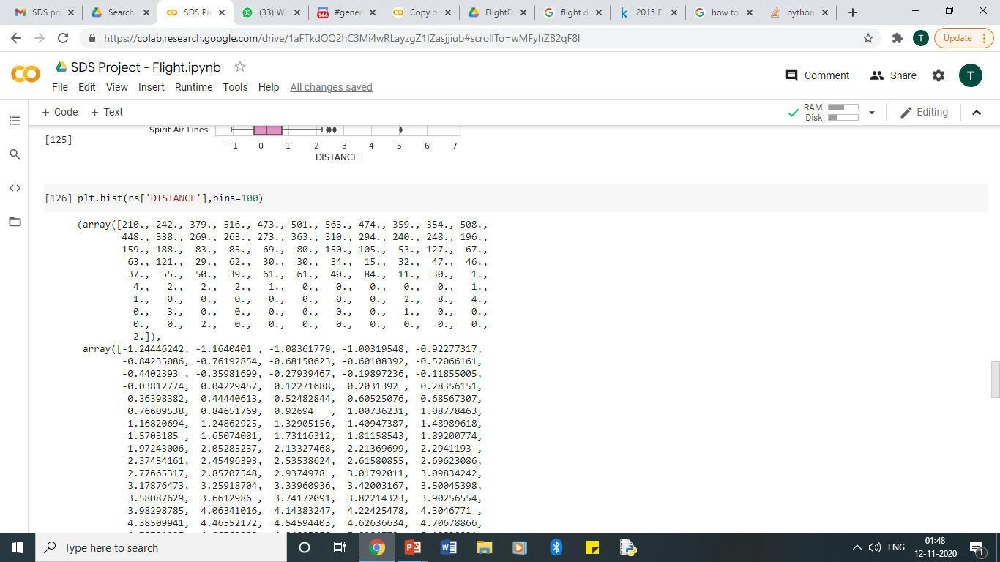 SDS pro
Search
SDS Pro
(33) Wh
#gener
Copy o
FlightD
flight d
2015 Fl
how to
python
https://colab.research.google.com/drive/1aFTkdOQ2hC3Mi4wRLayzgZ1IZasjjiub#scrollTo=wMFyhZB2qF8I
T
Update
SDS Project - Flight.ipynb
Comment
Share
T
File Edit View Insert Runtime Tools Help All changes saved
+ Code + Text
RAM
Disk
Editing
Spirit Air Lines
[125]
−1 0 1 2 3 4 5 6 7
DISTANCE
[126] plt.hist(ns['DISTANCE'],bins=100)
(array([210., 242., 379., 516., 473., 501., 563., 474., 359., 354., 508.,
448., 338., 269., 263., 273., 363., 310., 294., 240., 248., 196.,
159., 188., 83., 85., 69., 80., 150., 105., 53., 127., 67.,
63., 121., 29., 62., 30., 30., 34., 15., 32., 47., 46.,
37., 55., 50., 39., 61., 61., 40., 84., 11., 30., 1.,
4., 2., 2., 2., 1., 0., 0., 0., 0., 0., 1.,
1., 0., 0., 0., 0., 0., 0., 0., 2., 8., 4.,
0., 3., 0., 0., 0., 0., 0., 0., 1., 0., 0.,
0., 0., 2., 0., 0., 0., 0., 0., 0., 0., 0.,
2.]),
array([-1.24446242, -1.1640401 , -1.08361779, -1.00319548, -0.92277317,
-0.84235086, -0.76192854, -0.68150623, -0.60108392, -0.52066161,
-0.4402393 , -0.35981699, -0.27939467, -0.19897236, -0.11855005,
-0.03812774, 0.04229457, 0.12271688, 0.2031392 , 0.28356151,
0.36398382, 0.44440613, 0.52482844, 0.60525076, 0.68567307,
0.76609538, 0.84651769, 0.92694 , 1.00736231, 1.08778463,
1.16820694, 1.24862925, 1.32905156, 1.40947387, 1.48989618,
1.5703185 , 1.65074081, 1.73116312, 1.81158543, 1.89200774,
1.97243006, 2.05285237, 2.13327468, 2.21369699, 2.2941193 ,
2.37454161, 2.45496393, 2.53538624, 2.61580855, 2.69623086,
2.77665317, 2.85707548, 2.9374978 , 3.01792011, 3.09834242,
3.17876473, 3.25918704, 3.33960936, 3.42003167, 3.50045398,
3.58087629, 3.6612986 , 3.74172091, 3.82214323, 3.90256554,
3.98298785, 4.06341016, 4.14383247, 4.22425478, 4.3046771 ,
4.38509941, 4.46552172, 4.54594403, 4.62636634, 4.70678866,
Type here to search
ENG
01:48
12-11-2020
1